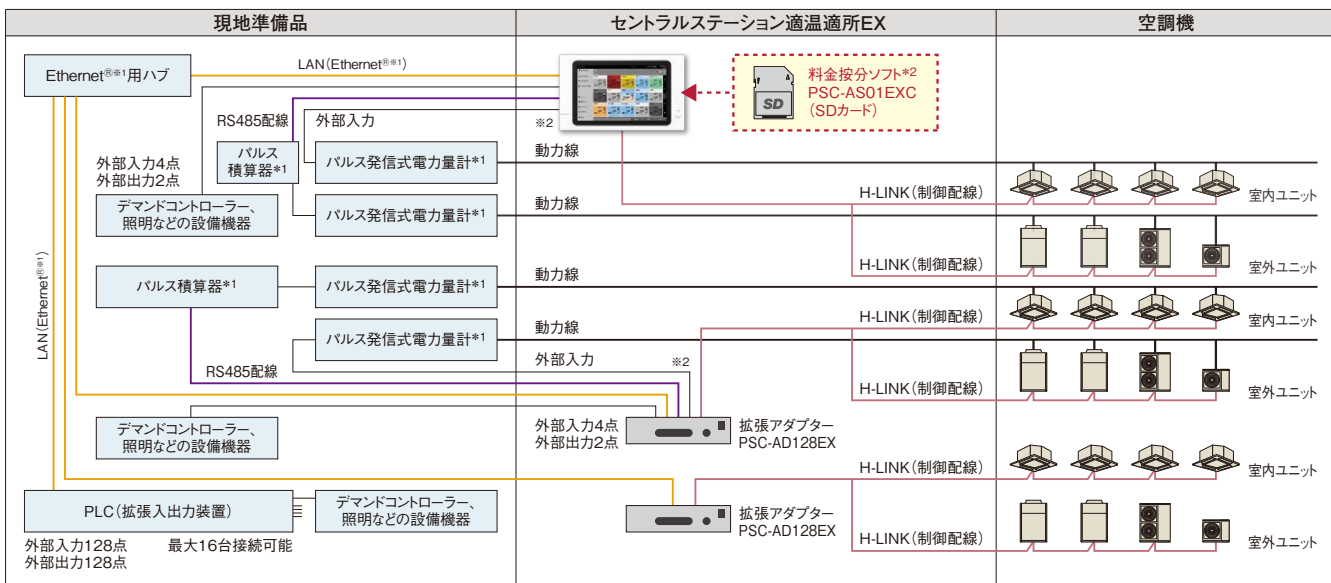 現地準備品
セントラルステーション適温適所EX
空調機
Ethernet®※1用ハブ
LAN(Ethernet®※1)
料金按分ソフト*2
PSC-AS01EXC
(SDカード)
SD
RS485配線
外部入力
※2
動力線
パルス
積算器*1
パルス発信式電力量計*1
外部入力4点
外部出力2点
H-LINK(制御配線)
室内ユニット
デマンドコントローラー、
照明などの設備機器
パルス発信式電力量計*1
動力線
H-LINK(制御配線)
室外ユニット
LAN(Ethernet®※1)
パルス積算器*1
パルス発信式電力量計*1
動力線
H-LINK(制御配線)
室内ユニット
パルス発信式電力量計*1
動力線
外部入力
※2
RS485配線
H-LINK(制御配線)
室外ユニット
デマンドコントローラー、
照明などの設備機器
外部入力4点
外部出力2点
拡張アダプター
PSC-AD128EX
H-LINK(制御配線)
室内ユニット
PLC(拡張入出力装置)
デマンドコントローラー、
照明などの設備機器
拡張アダプター
PSC-AD128EX
H-LINK(制御配線)
室外ユニット
外部入力128点
外部出力128点
最大16台接続可能